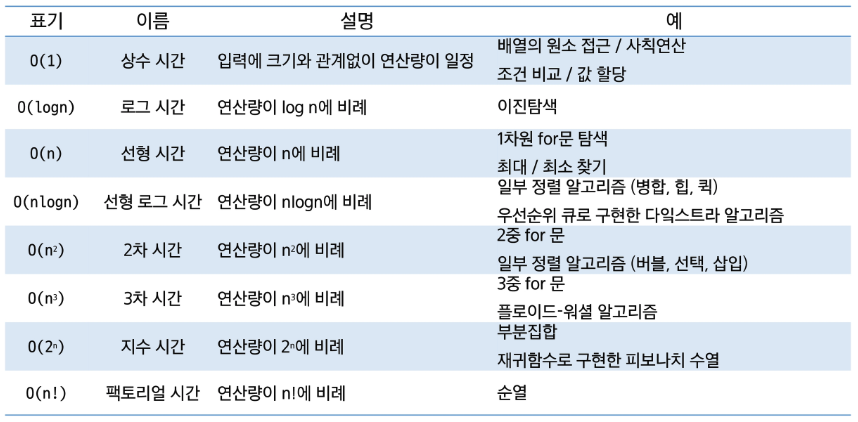 표기 이름 설명 예
O(1) 상수 시간 입력에 크기와 관계없이 연산량이 일정 배열의 원소 접근 / 사칙연산
조건 비교 / 값 할당
O(logn) 로그 시간 연산량이 log n에 비례 이진탐색
O(n) 선형 시간 연산량이 n에 비례 1차원 for문 탐색
최대 / 최소 찾기
O(nlogn) 선형 로그 시간 연산량이 nlogn에 비례 일부 정렬 알고리즘 (병합, 힙, 퀵)
우선순위 큐로 구현한 다익스트라 알고리즘
O(n²) 2차 시간 연산량이 n²에 비례 2중 for 문
일부 정렬 알고리즘 (버블, 선택, 삽입)
O(n³) 3차 시간 연산량이 n³에 비례 3중 for 문
플로이드-워셜 알고리즘
O(2ⁿ) 지수 시간 연산량이 2ⁿ에 비례 부분집합
재귀함수로 구현한 피보나치 수열
O(n!) 팩토리얼 시간 연산량이 n!에 비례 순열